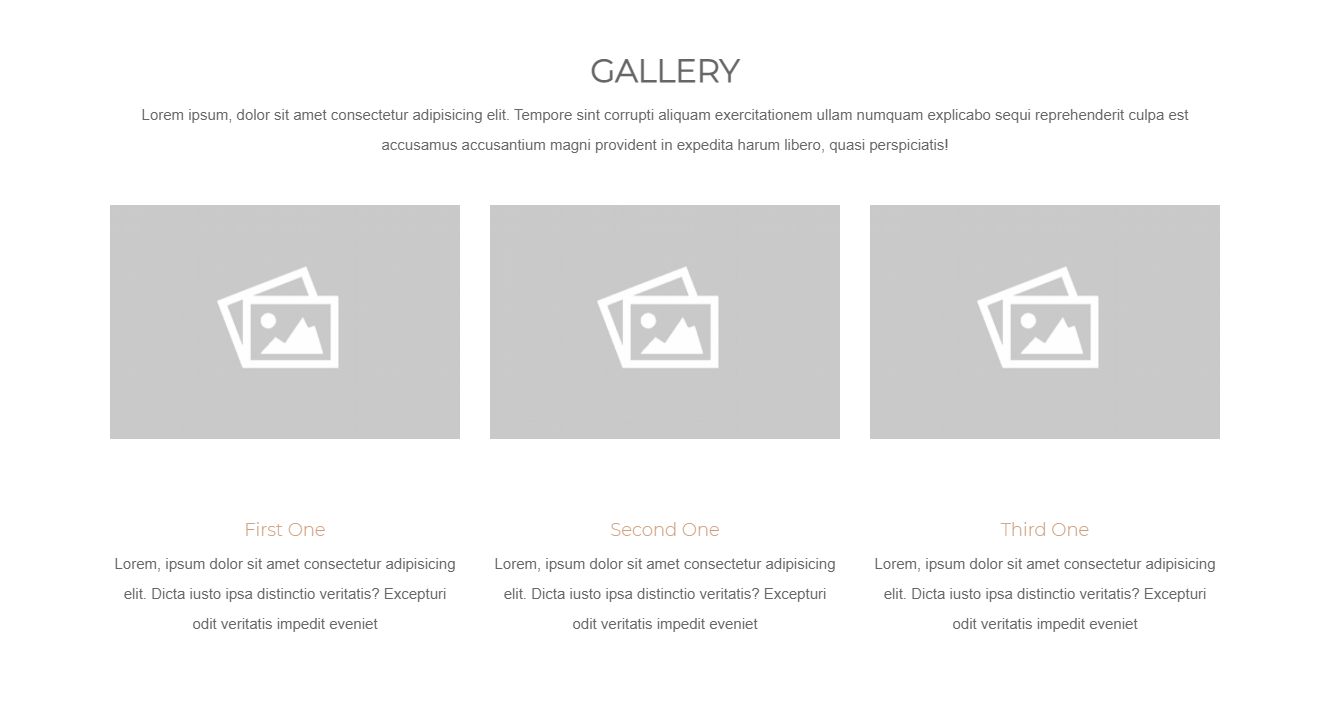 GALLERY
Lorem ipsum, dolor sit amet consectetur adipisicing elit. Tempore sint corrupti aliquam exercitationem ullam numquam explicabo sequi reprehenderit culpa est
accusamus accusantium magni provident in expedita harum libero, quasi perspiciatis!
First One
Lorem, ipsum dolor sit amet consectetur adipisicing
elit. Dicta iusto ipsa distinctio veritatis? Excepturi
odit veritatis impedit eveniet
Second One
Lorem, ipsum dolor sit amet consectetur adipisicing
elit. Dicta iusto ipsa distinctio veritatis? Excepturi
odit veritatis impedit eveniet
Third One
Lorem, ipsum dolor sit amet consectetur adipisicing
elit. Dicta iusto ipsa distinctio veritatis? Excepturi
odit veritatis impedit eveniet